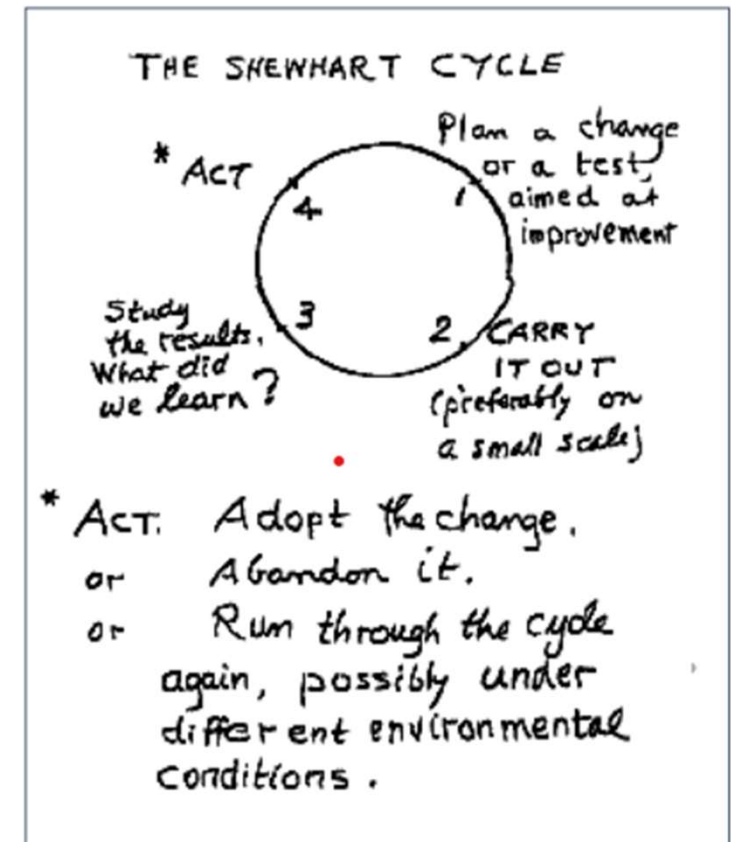 THE SHEWHART CYCLE
* ACT
4
Plan a change
or a test,
aimed at
improvement
1
Study
the results.
What did
we learn?
3
2
CARRY
IT OUT
(preferably on
a small scale)
* ACT. Adopt the change.
or Abandon it.
or Run through the cycle
again, possibly under
different environmental
conditions.